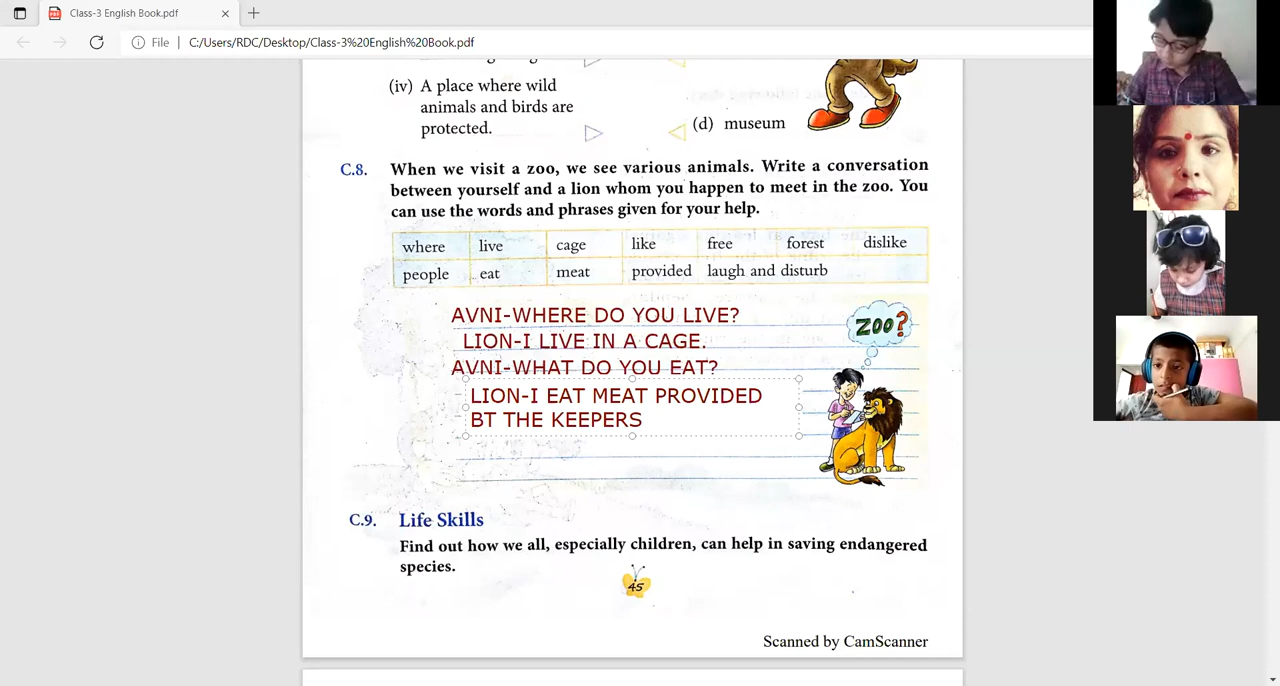 Class-3 English Book.pdf
File | C:/Users/RDC/Desktop/Class-3%20English%20Book.pdf
(iv) A place where wild
animals and birds are
protected.
(d) museum
C.8. When we visit a zoo, we see various animals. Write a conversation
between yourself and a lion whom you happen to meet in the zoo. You
can use the words and phrases given for your help.
where live cage like free forest dislike
people eat meat provided laugh and disturb
AVNI-WHERE DO YOU LIVE?
LION-I LIVE IN A CAGE.
AVNI-WHAT DO YOU EAT?
LION-I EAT MEAT PROVIDED
BT THE KEEPERS
ZOO?
C.9. Life Skills
Find out how we all, especially children, can help in saving endangered
species.
45
Scanned by CamScanner